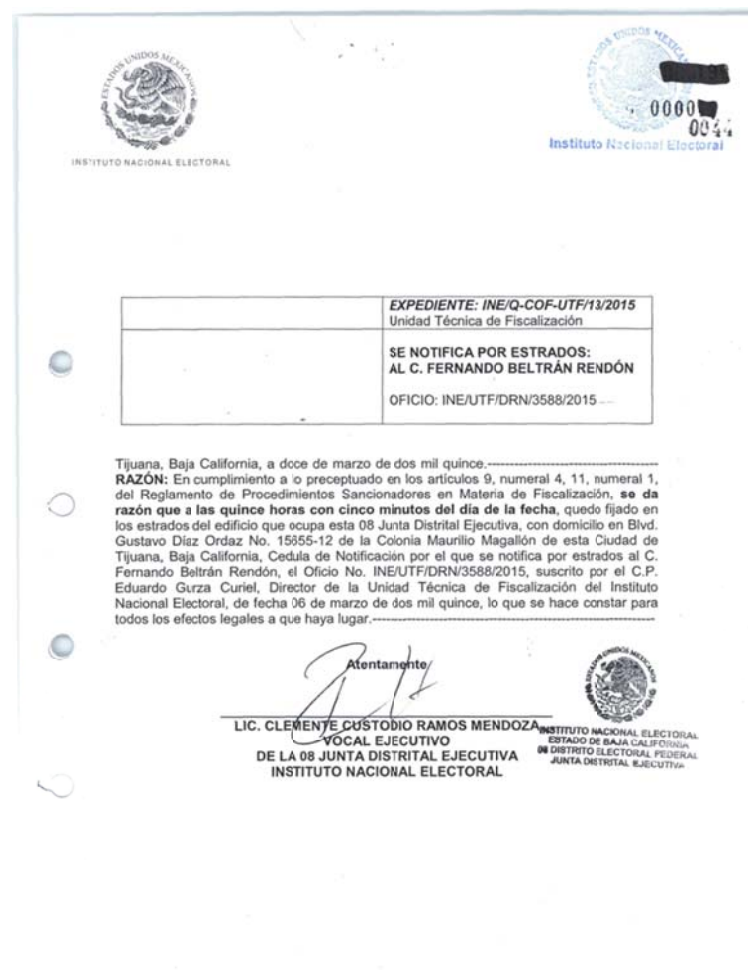 ESTADOS UNIDOS MEXICANOS
INSTITUTO NACIONAL ELECTORAL
0000
0044
Instituto Nacional Electoral
EXPEDIENTE: INE/Q-COF-UTF/13/2015
Unidad Técnica de Fiscalización
SE NOTIFICA POR ESTRADOS:
AL C. FERNANDO BELTRÁN RENDÓN
OFICIO: INE/UTF/DRN/3588/2015
Tijuana, Baja California, a doce de marzo de dos mil quince.------------------------------------
RAZÓN: En cumplimiento a lo preceptuado en los artículos 9, numeral 4, 11, numeral 1,
del Reglamento de Procedimientos Sancionadores en Materia de Fiscalización, se da
razón que a las quince horas con cinco minutos del día de la fecha, quedo fijado en
los estrados del edificio que ocupa esta 08 Junta Distrital Ejecutiva, con domicilio en Blvd.
Gustavo Díaz Ordaz No. 15655-12 de la Colonia Maurilio Magallón de esta Ciudad de
Tijuana, Baja California, Cedula de Notificación por el que se notifica por estrados al C.
Fernando Beltrán Rendón, el Oficio No. INE/UTF/DRN/3588/2015, suscrito por el C.P.
Eduardo Gurza Curiel, Director de la Unidad Técnica de Fiscalización del Instituto
Nacional Electoral, de fecha 06 de marzo de dos mil quince, lo que se hace constar para
todos los efectos legales a que haya lugar.------------------------------------------------------------
Atentamente
LIC. CLEMENTE CUSTODIO RAMOS MENDOZA
VOCAL EJECUTIVO
DE LA 08 JUNTA DISTRITAL EJECUTIVA
INSTITUTO NACIONAL ELECTORAL
INSTITUTO NACIONAL ELECTORAL
ESTADO DE BAJA CALIFORNIA
08 DISTRITO ELECTORAL FEDERAL
JUNTA DISTRITAL EJECUTIVA